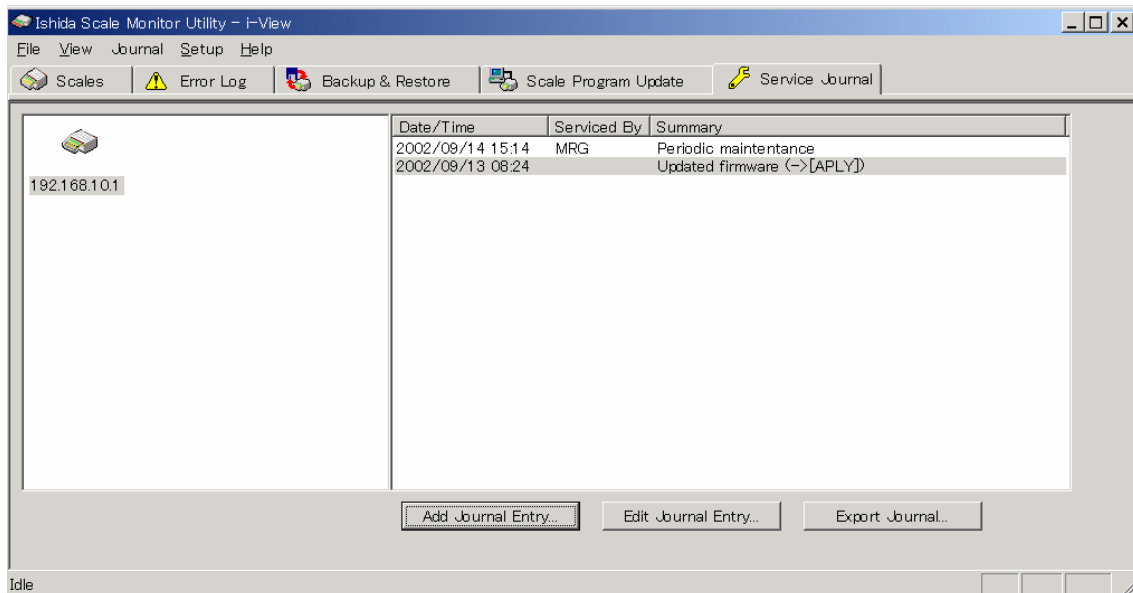 Ishida Scale Monitor Utility - i-View
File View Journal Setup Help
Scales Error Log Backup & Restore Scale Program Update Service Journal
192.168.10.1
Date/Time Serviced By Summary
2002/09/14 15:14 MRG Periodic maintentance
2002/09/13 08:24 Updated firmware (->[APLY])
Add Journal Entry... Edit Journal Entry... Export Journal...
Idle